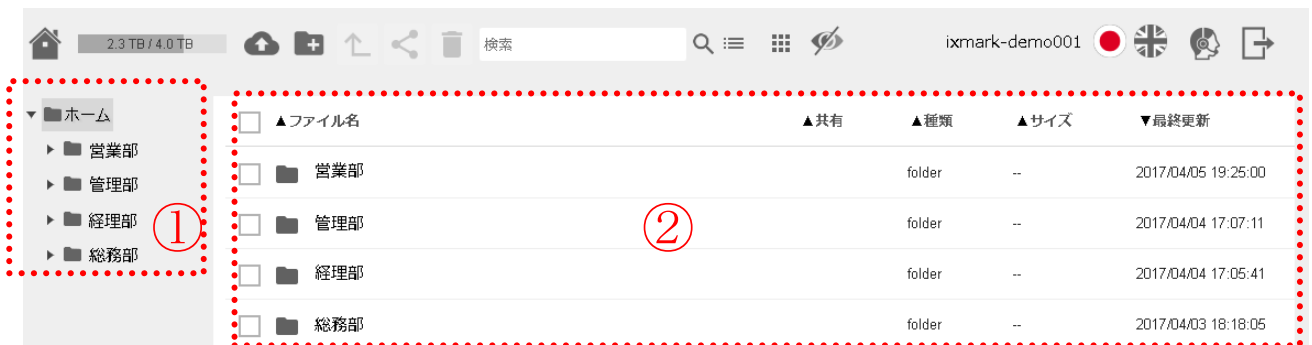 2.3 TB / 4.0 TB 検索 ixmark-demo001
▼ホーム ▲ファイル名 ▲共有 ▲種類 ▲サイズ ▼最終更新
営業部
管理部
経理部
総務部
①
営業部 folder -- 2017/04/05 19:25:00
管理部 folder -- 2017/04/04 17:07:11
②
経理部 folder -- 2017/04/04 17:05:41
総務部 folder -- 2017/04/03 18:18:05